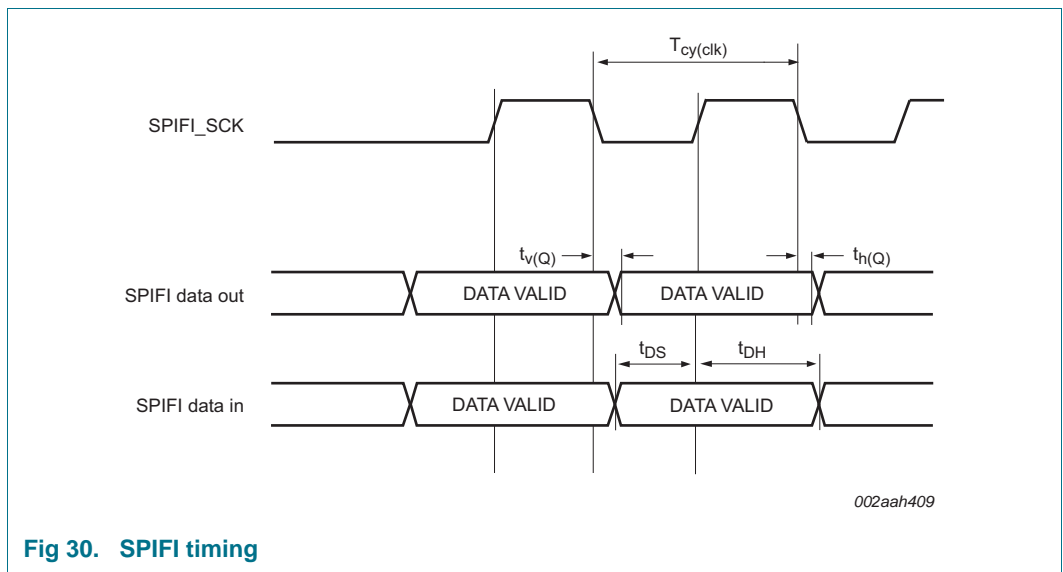 Tcy(clk)
SPIFI_SCK
tv(Q)
th(Q)
SPIFI data out
DATA VALID
DATA VALID
tDS
tDH
SPIFI data in
DATA VALID
DATA VALID
002aah409
Fig 30. SPIFI timing